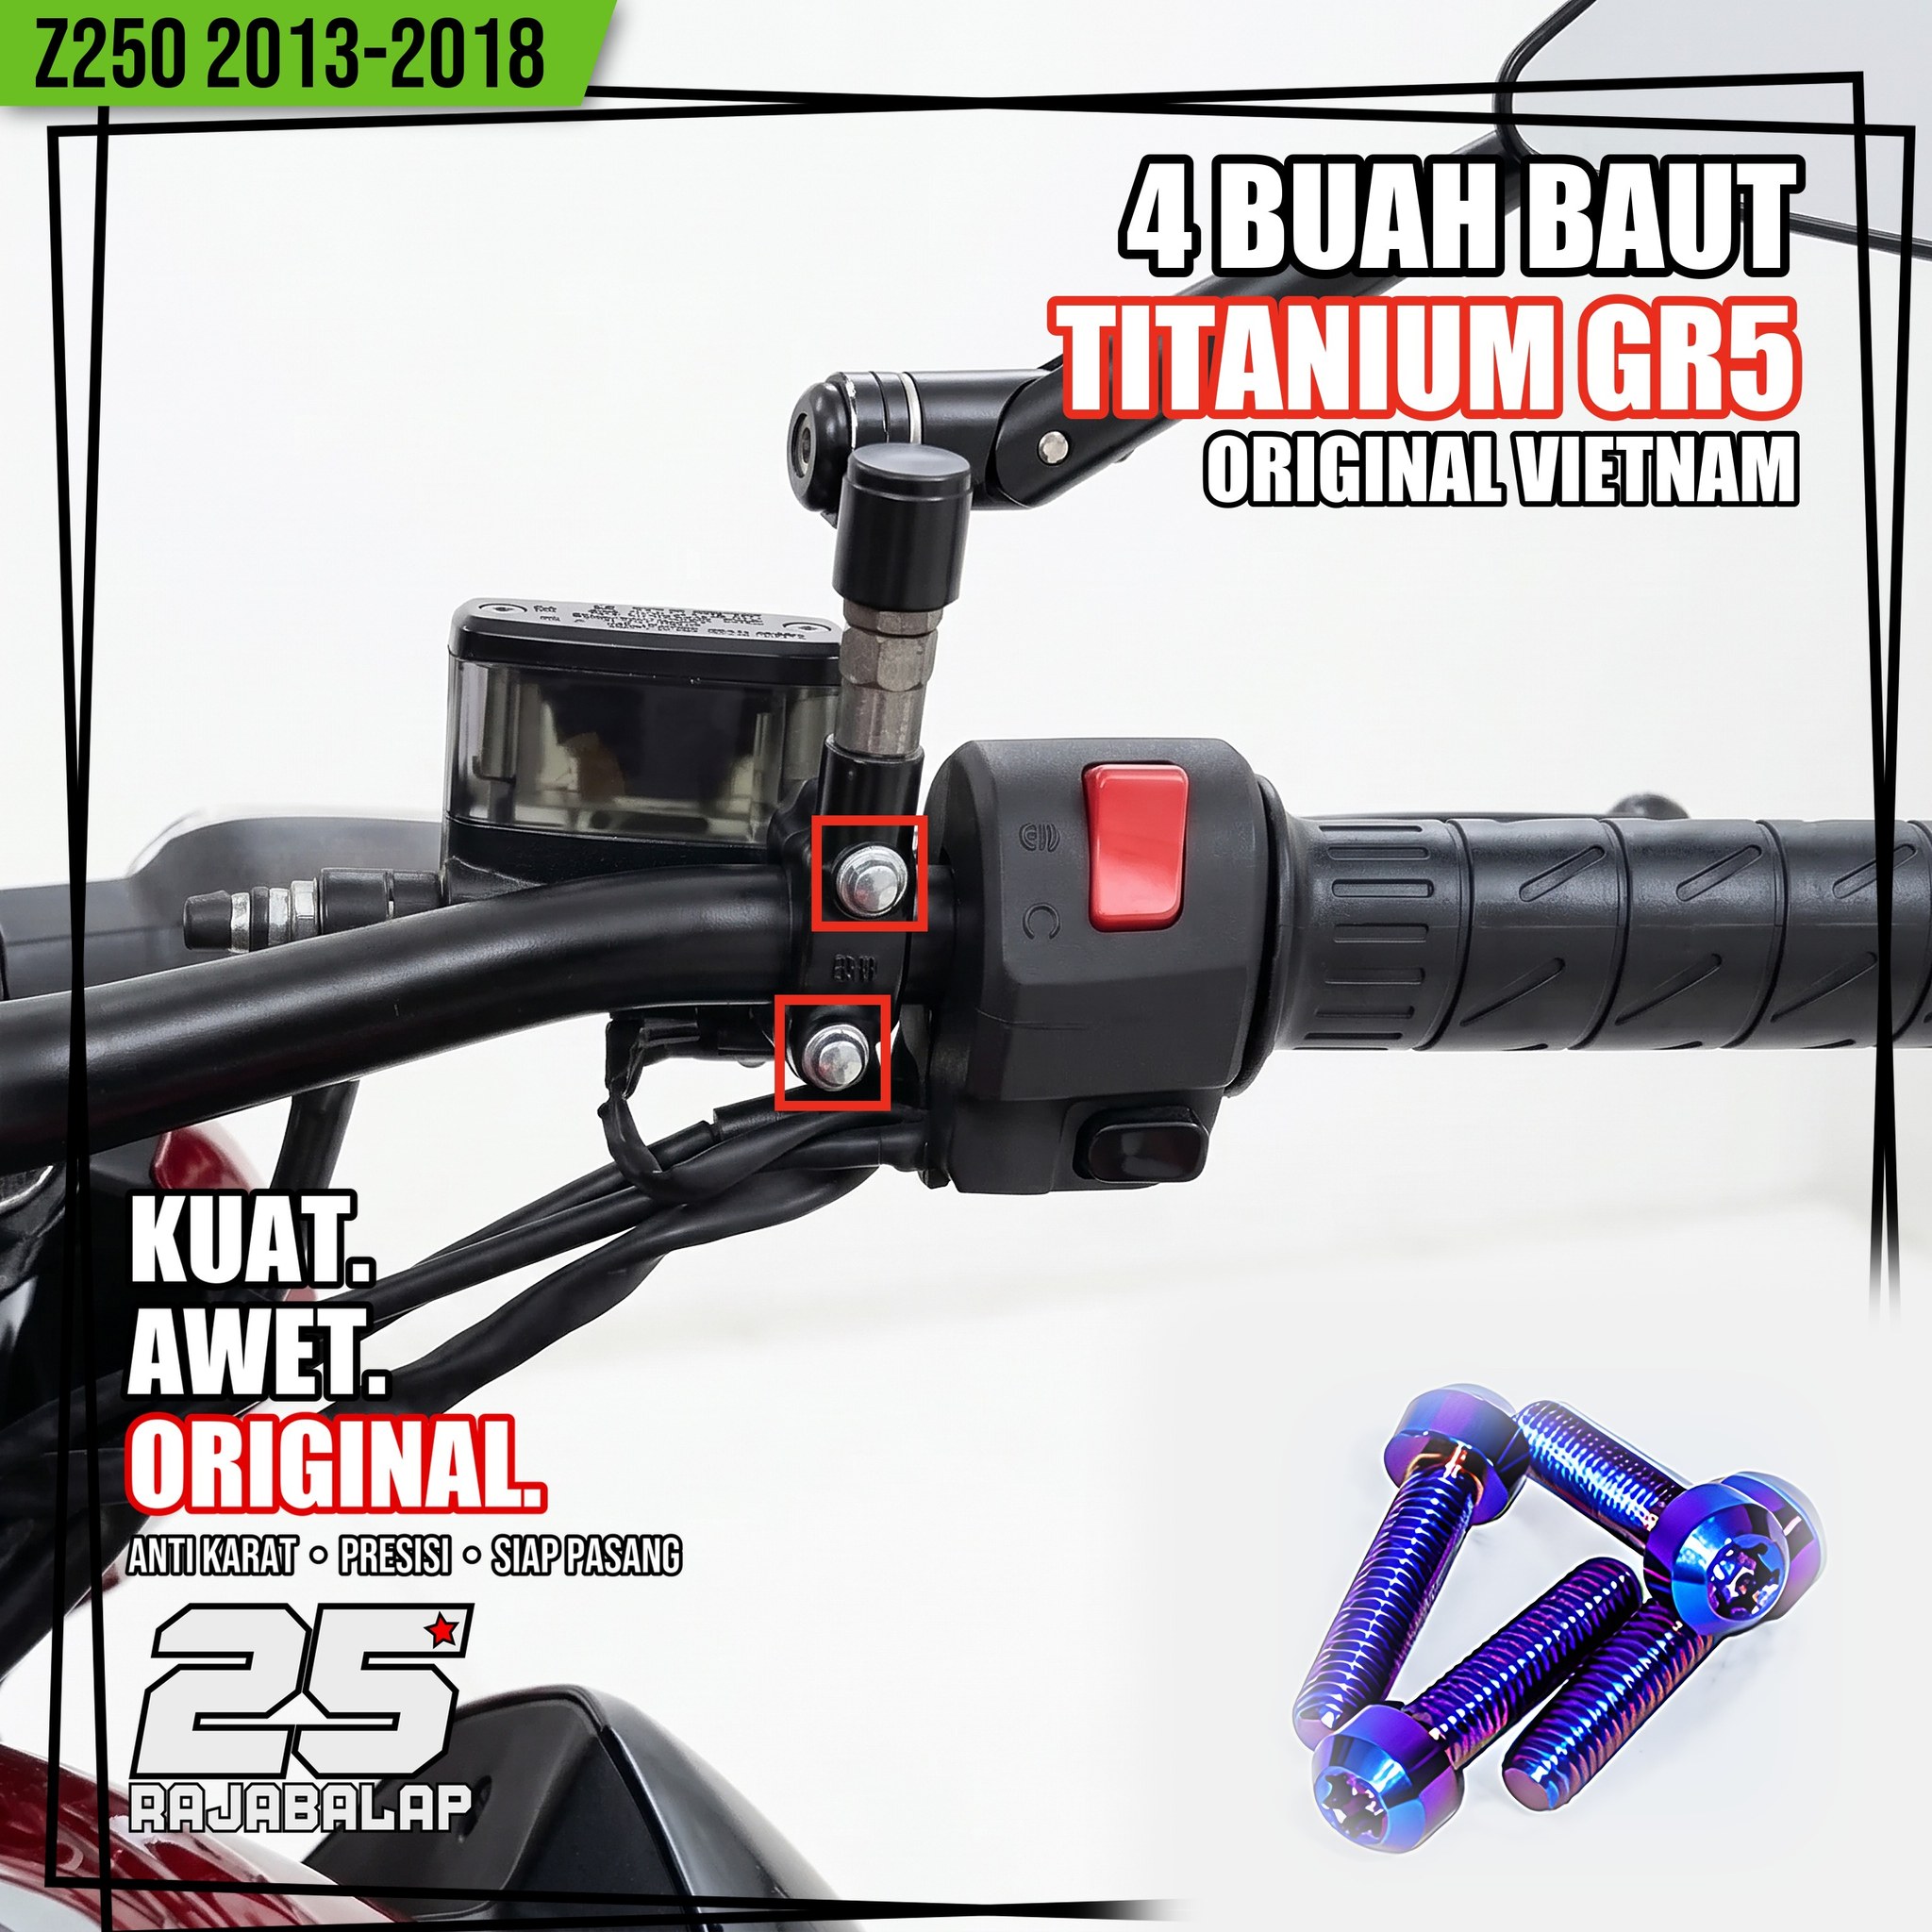 Z250 2013-2018
4 BUAH BAUT
TITANIUM GR5
ORIGINAL VIETNAM
KUAT.
AWET.
ORIGINAL.
ANTI KARAT • PRESISI • SIAP PASANG
25
RAJABALAP